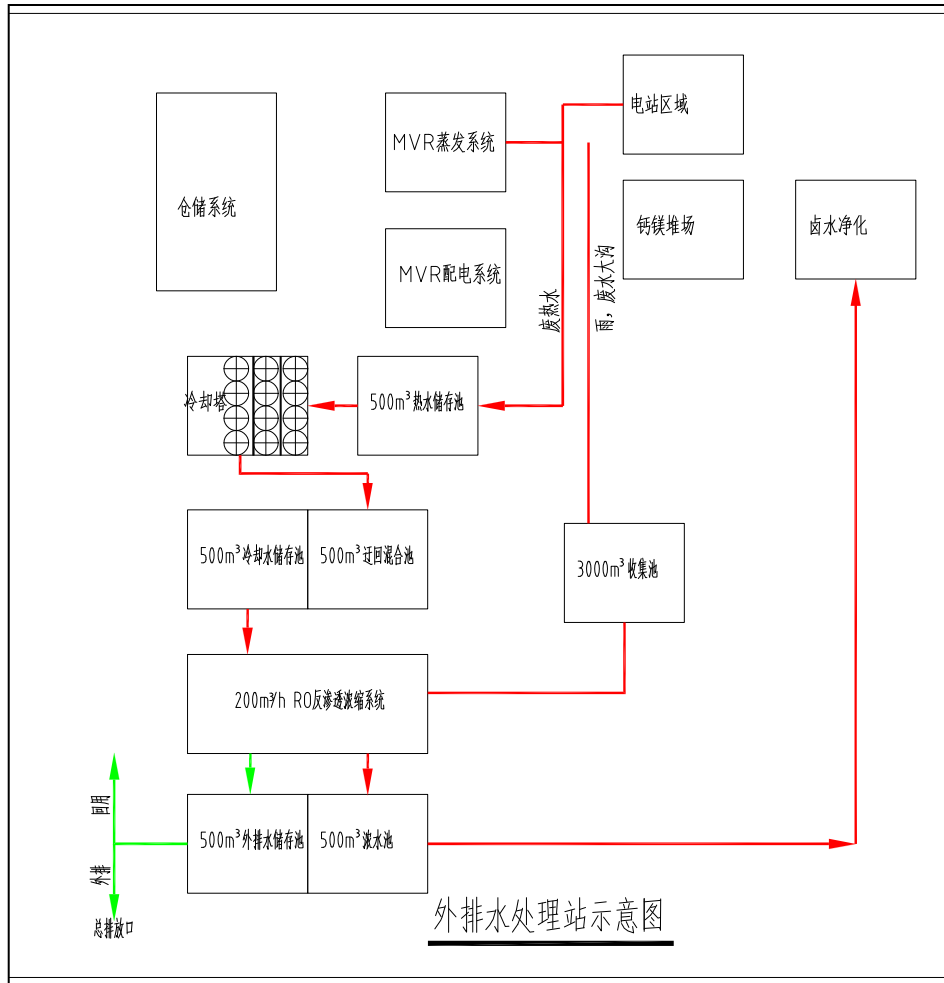 电站区域
MVR蒸发系统
仓储系统
钙镁堆场
卤水净化
MVR配电系统
废热水
雨，废水大沟
冷却塔
500m³热水储存池
500m³冷却水储存池
500m³迂回混合池
3000m³收集池
200m³/h RO反渗透浓缩系统
回用
500m³外排水储存池
500m³浓水池
外排
总排放口
外排水处理站示意图